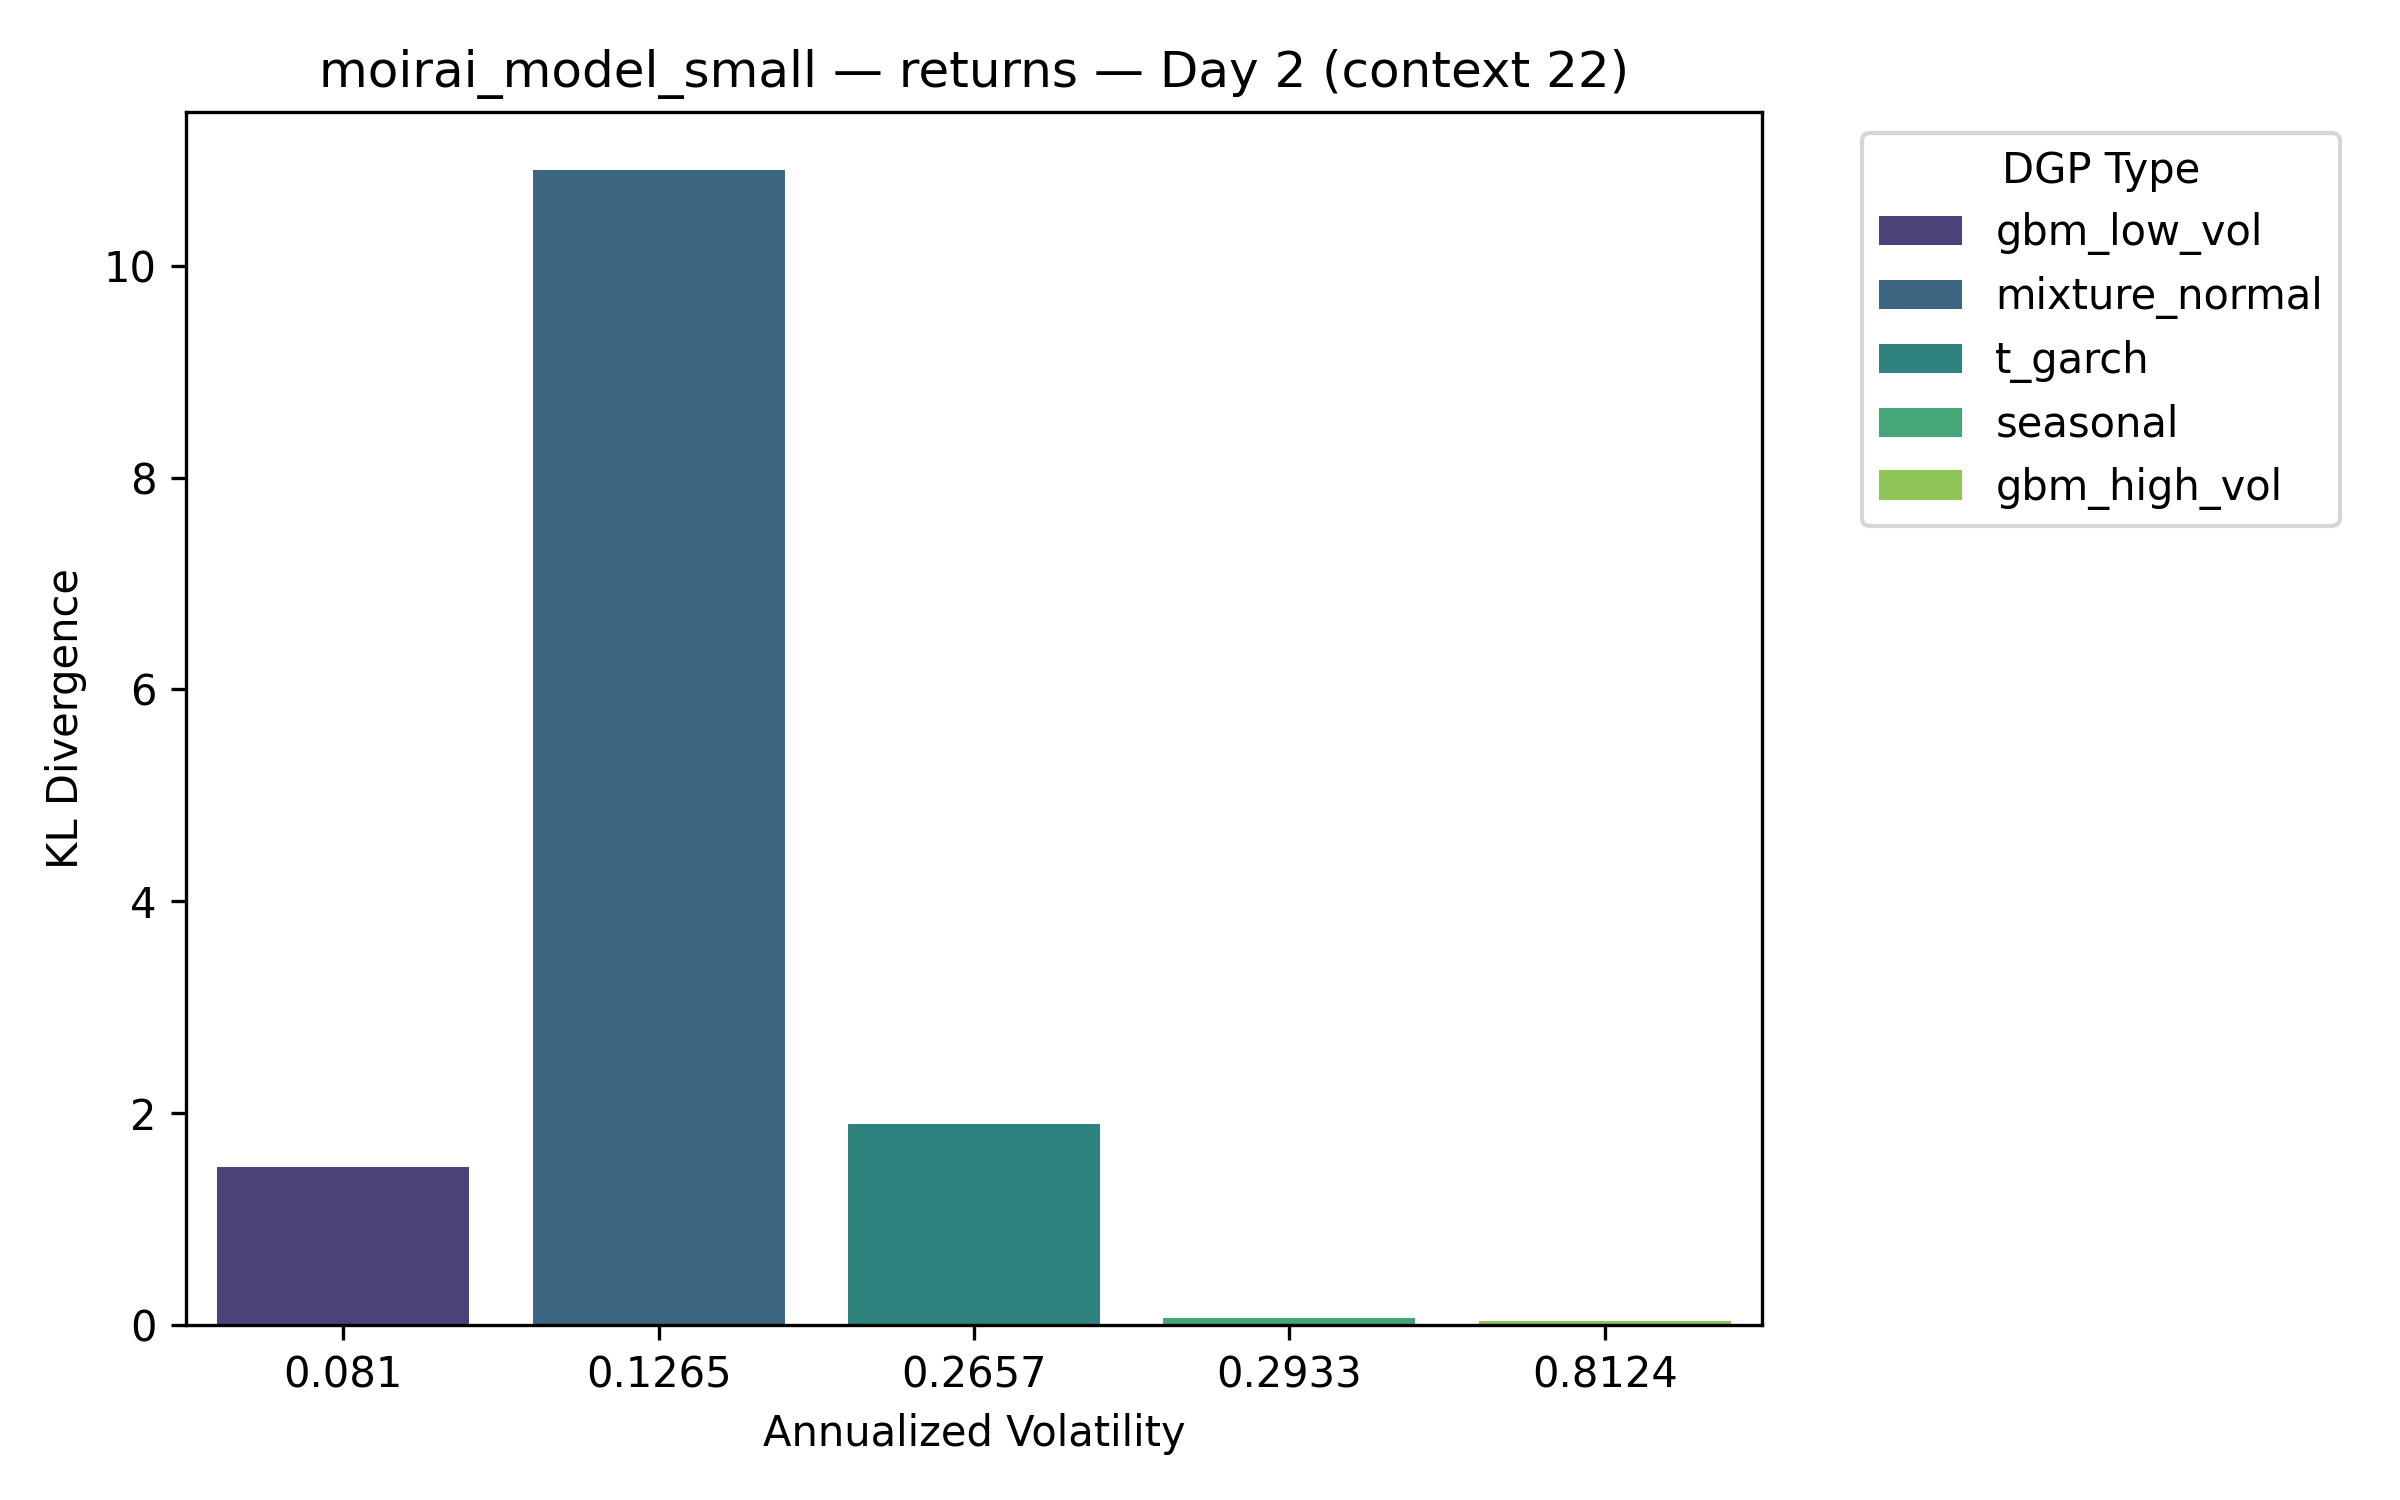 moirai_model_small — returns — Day 2 (context 22)
DGP Type
gbm_low_vol
mixture_normal
t_garch
seasonal
gbm_high_vol
KL Divergence
10
8
6
4
2
0
0.081 0.1265 0.2657 0.2933 0.8124
Annualized Volatility